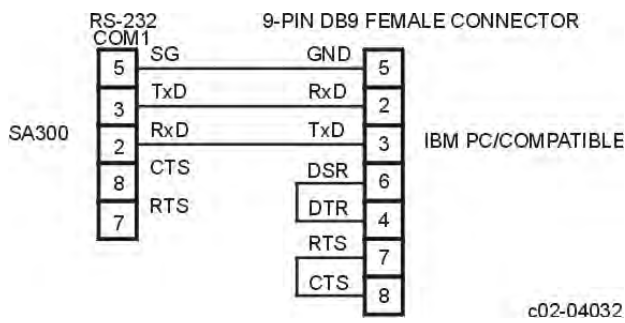 RS-232 9-PIN DB9 FEMALE CONNECTOR
COM1
5 SG GND 5
3 TxD RxD 2
SA300 2 RxD TxD 3 IBM PC/COMPATIBLE
8 CTS DSR 6
7 RTS DTR 4
RTS 7
CTS 8
c02-04032